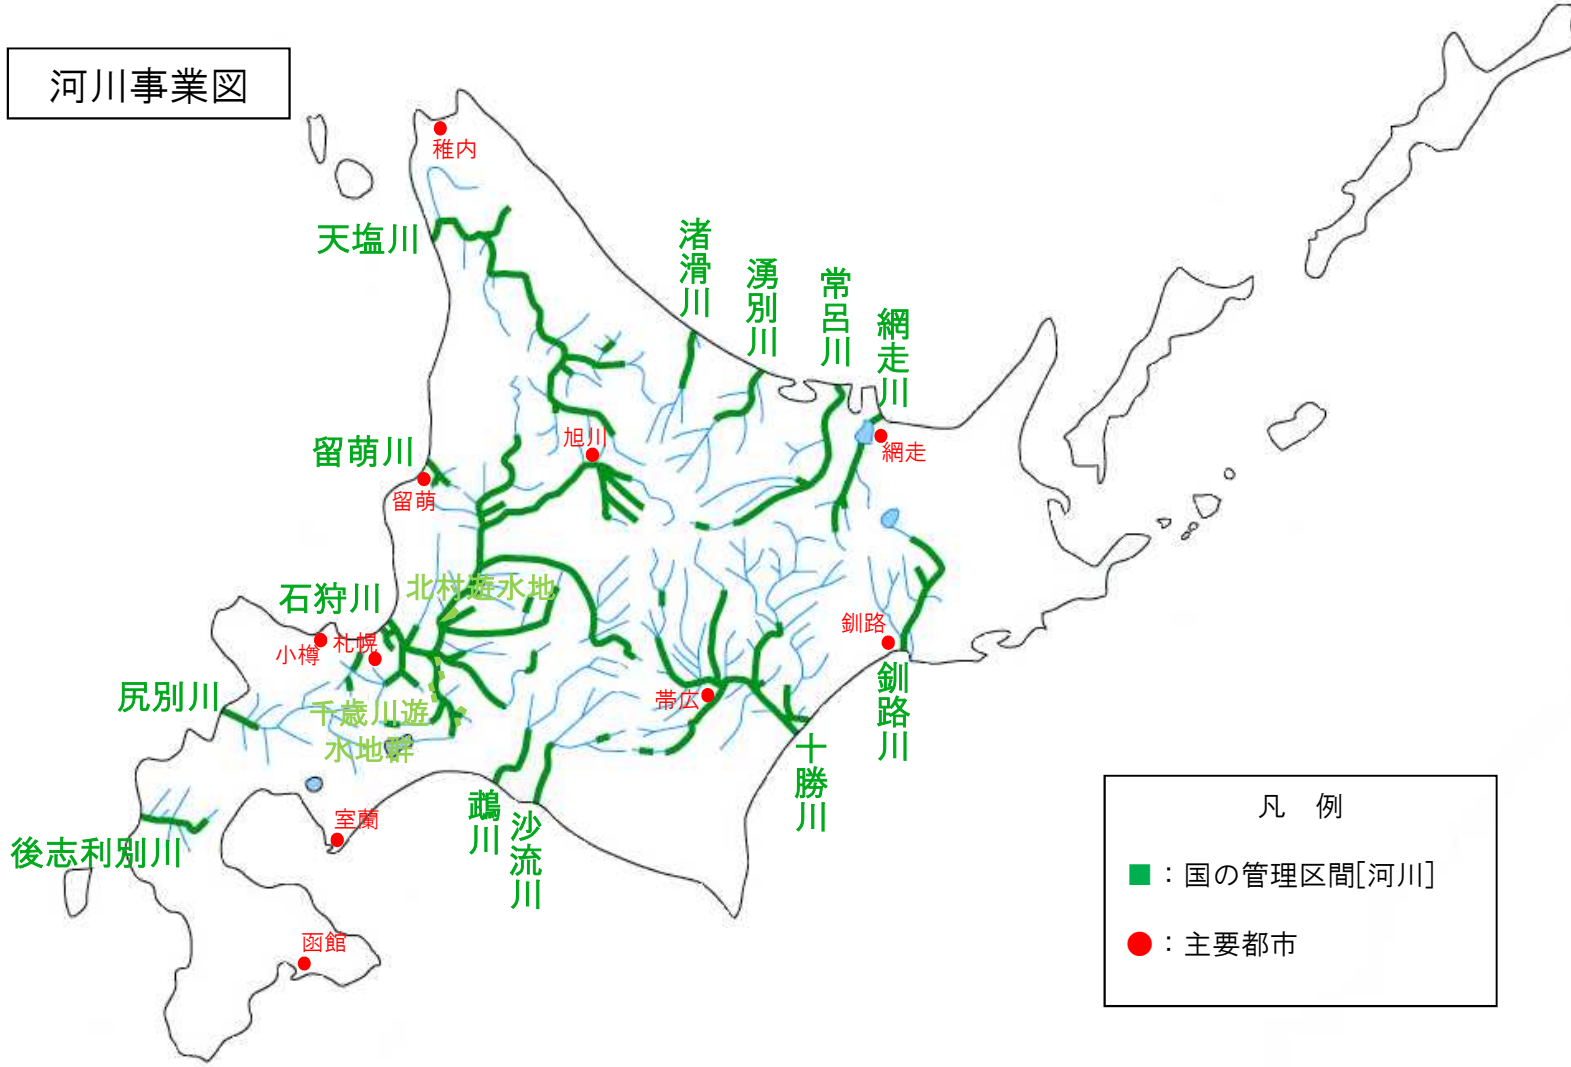 河川事業図
稚内
天塩川
渚滑川
湧別川
常呂川
網走川
網走
留萌川
留萌
旭川
石狩川
北村遊水地
小樽
札幌
釧路
釧路川
尻別川
千歳川遊
水地群
帯広
十勝川
鵡川
沙流川
室蘭
後志利別川
函館
凡 例
■：国の管理区間[河川]
●：主要都市